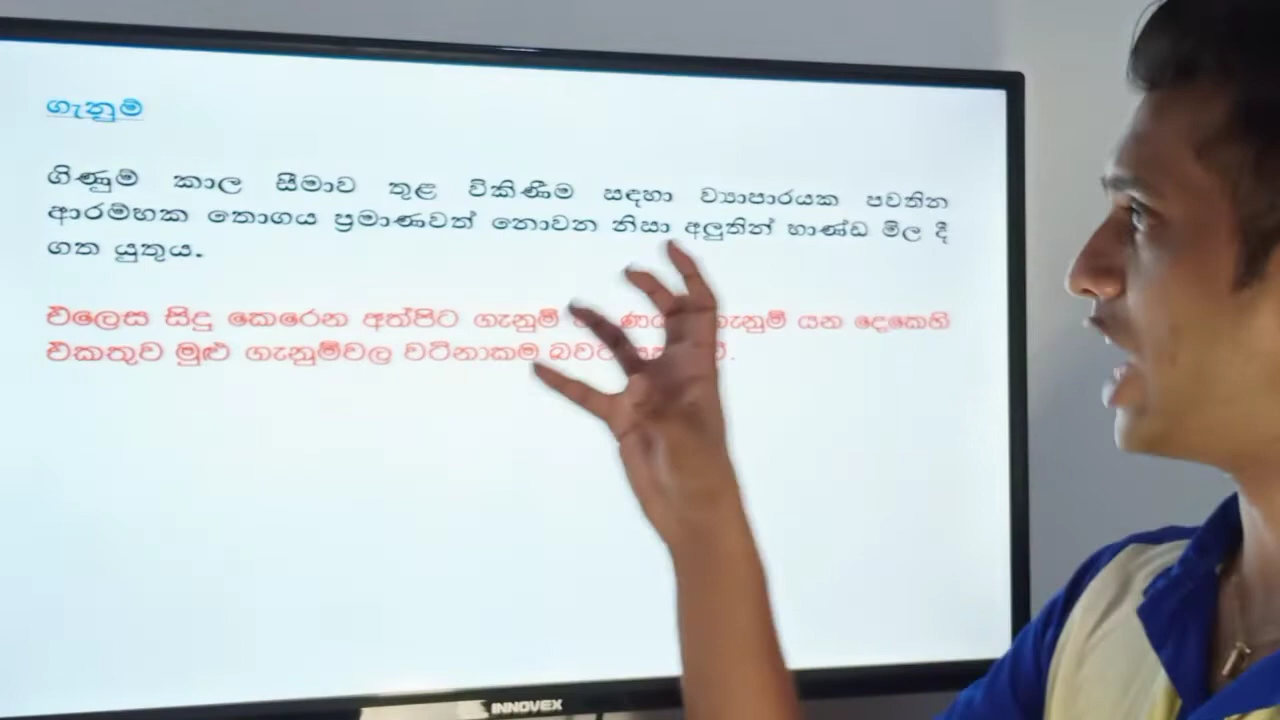 ගැනුම්
ගිණුම් කාල සීමාව තුළ විකිණීම සඳහා ව්‍යාපාරයක පවතින
ආරම්භක තොගය ප්‍රමාණවත් නොවන නිසා අලුතින් භාණ්ඩ මිල දී
ගත යුතුය.
එලෙස සිදු කෙරෙන අත්පිට ගැනුම් ගැනුම් යන දෙකෙහි
එකතුව මුළු ගැනුම්වල වටිනාකම
INNOVEX